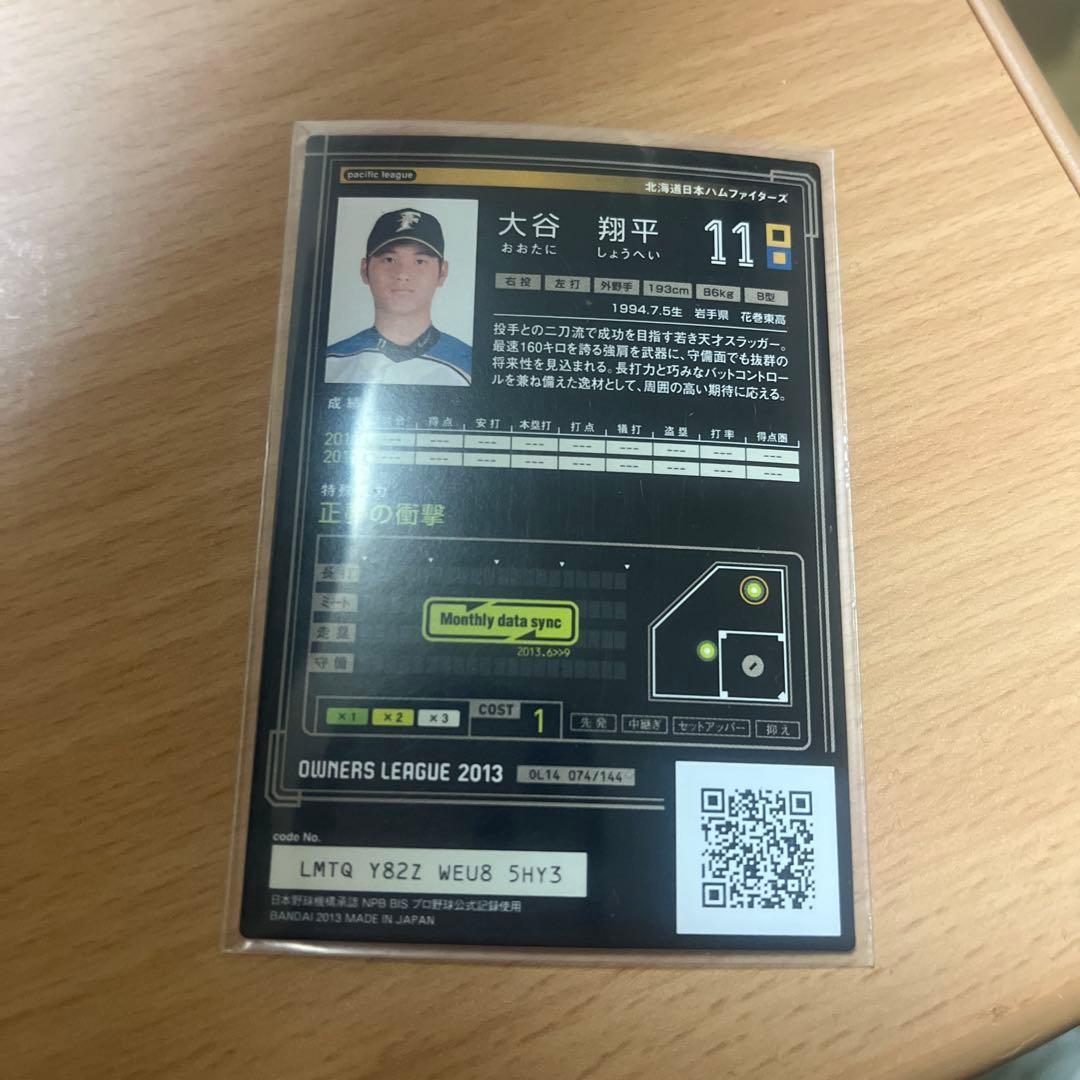 pacific league
北海道日本ハムファイターズ
大谷 翔平 11
おおたに しょうへい
右投 左打 外野手 193cm 86kg B型
1994.7.5生 岩手県 花巻東高
投手との二刀流で成功を目指す若き天才スラッガー。
最速160キロを誇る強肩を武器に、守備面でも抜群の
将来性を見込まれる。長打力と巧みなバットコントロー
ルを兼ね備えた逸材として、周囲の高い期待に応える。
成績
得点 安打 本塁打 打点 犠打 盗塁 打率 得点圏
--- --- --- --- --- --- --- ---
--- --- --- --- --- --- --- ---
の衝撃
長打
ミート
走塁
守備
Monthly data sync
2013.6>>9
×1 ×2 ×3 COST 1 先発 中継ぎ セットアッパー 抑え
OWNERS LEAGUE 2013 OL14 074/144
code No.
LMTQ Y82Z WEU8 5HY3
日本野球機構承認 NPB BIS プロ野球公式記録使用
BANDAI 2013 MADE IN JAPAN